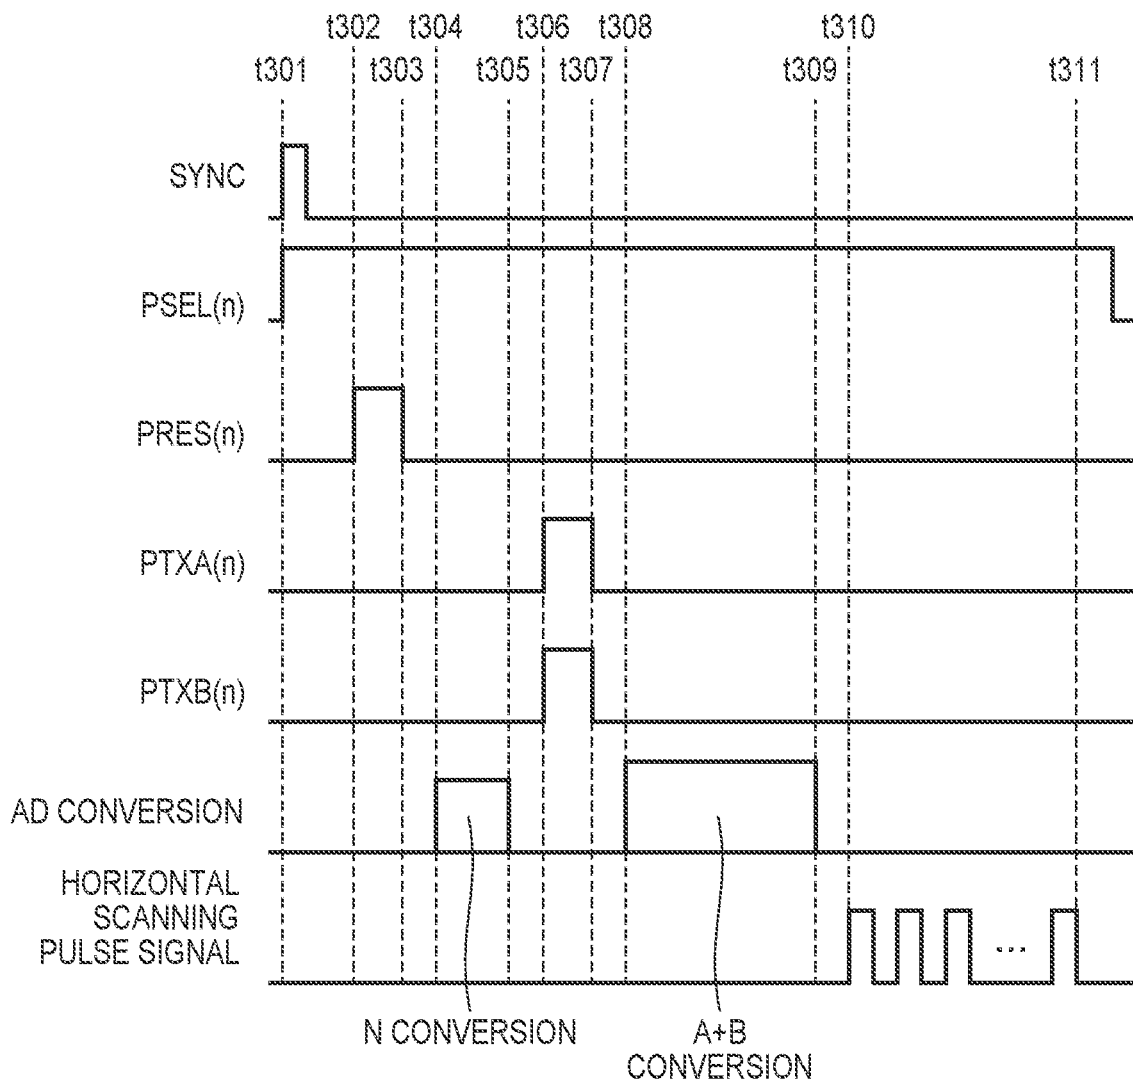 t302 t304 t306 t308 t310
t301 t303 t305 t307 t309 t311
SYNC
PSEL(n)
PRES(n)
PTXA(n)
PTXB(n)
AD CONVERSION
HORIZONTAL
SCANNING
PULSE SIGNAL
...
N CONVERSION
A+B
CONVERSION